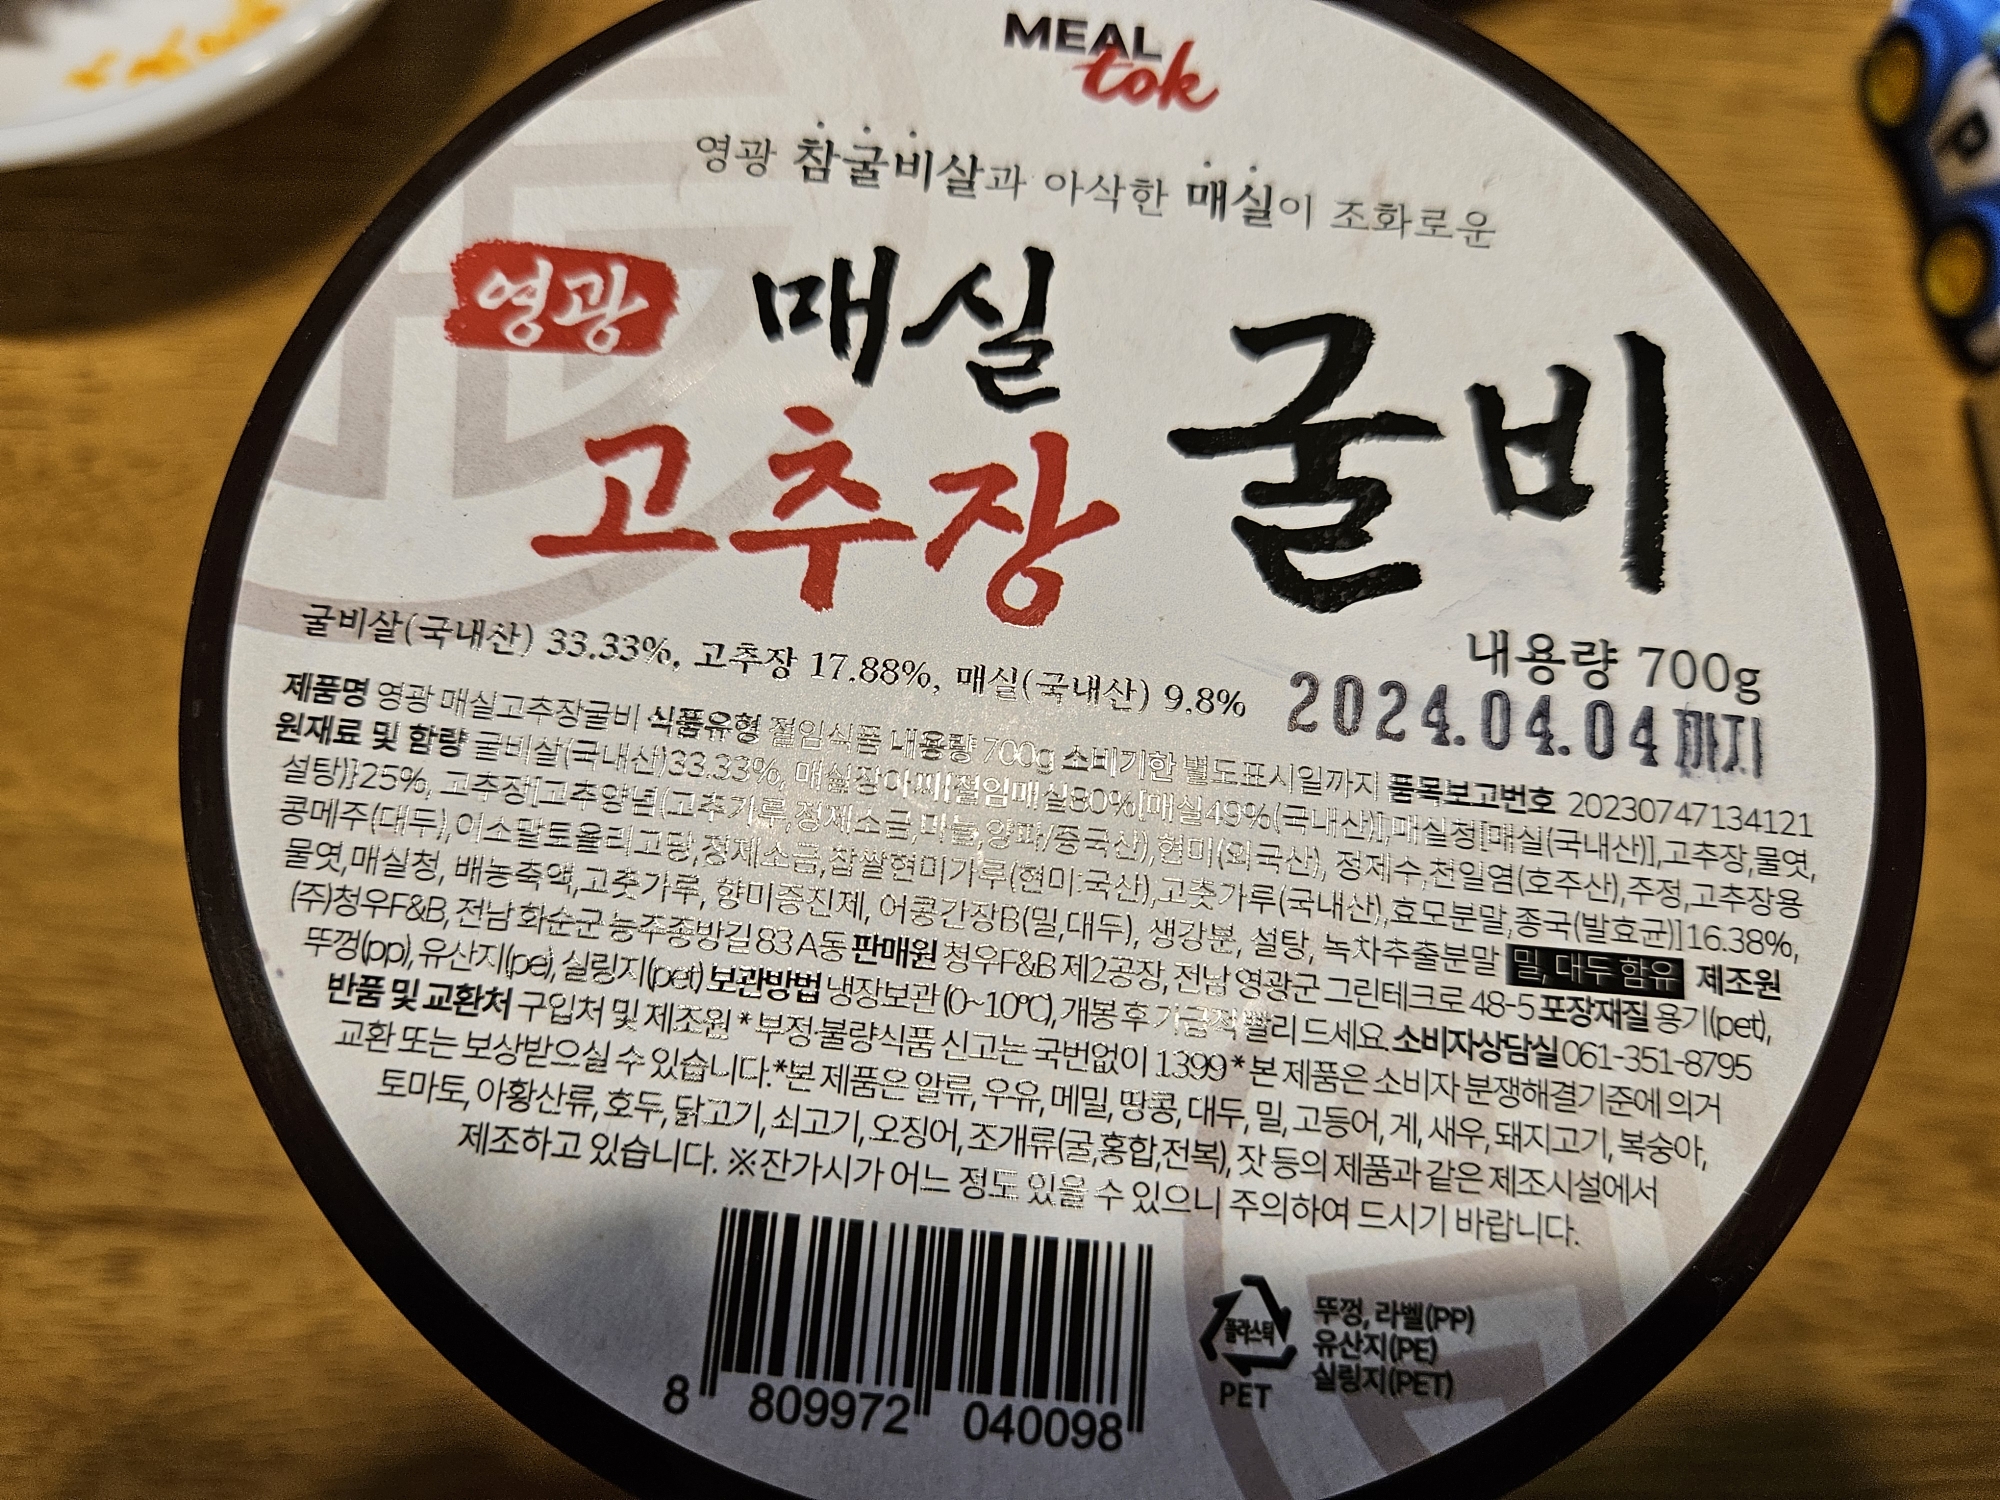 MEAL
tok
영광 참굴비살과 아삭한 매실이 조화로운
영광 매실 굴비
고추장
내용량 700g
굴비살(국내산) 33.33%, 고추장 17.88%, 매실(국내산) 9.8%
2024.04.04까지
제품명 영광 매실고추장굴비 식품유형 절임식품 내용량 700g 소비기한 별도표시일까지 품목보고번호 20230747134121
원재료 및 함량 굴비살(국내산)33.33%, 매실장아찌{절임매실80%[매실49%(국내산)],매실청[매실(국내산)],고추장,물엿,
설탕)}25%, 고추장[고추양념(고추가루,정제소금,마늘,양파/중국산),현미(외국산), 정제수,천일염(호주산),주정,고추장용
콩메주(대두),이소말토올리고당,정제소금,찹쌀현미가루(현미:국산),고춧가루(국내산),효모분말,종국(발효균)]16.38%,
물엿,매실청, 배농축액,고춧가루, 향미증진제, 어콩간장B(밀,대두), 생강분, 설탕, 녹차추출분말 밀, 대두 함유 제조원
(주)청우F&B, 전남 화순군 능주종방길 83 A동 판매원 청우F&B 제2공장, 전남 영광군 그린테크로 48-5 포장재질 용기(pet),
뚜껑(pp), 유산지(pe), 실링지(pet) 보관방법 냉장보관 (0~10℃), 개봉 후 가급적 빨리 드세요. 소비자상담실 061-351-8795
반품 및 교환처 구입처 및 제조원 * 부정·불량식품 신고는 국번없이 1399 * 본 제품은 소비자 분쟁해결기준에 의거
교환 또는 보상받으실 수 있습니다.*본 제품은 알류, 우유, 메밀, 땅콩, 대두, 밀, 고등어, 게, 새우, 돼지고기, 복숭아,
토마토, 아황산류, 호두, 닭고기, 쇠고기, 오징어, 조개류(굴,홍합,전복), 잣 등의 제품과 같은 제조시설에서
제조하고 있습니다. ※잔가시가 어느 정도 있을 수 있으니 주의하여 드시기 바랍니다.
8 809972 040098
플라스틱
PET
뚜껑, 라벨(PP)
유산지(PE)
실링지(PET)
P